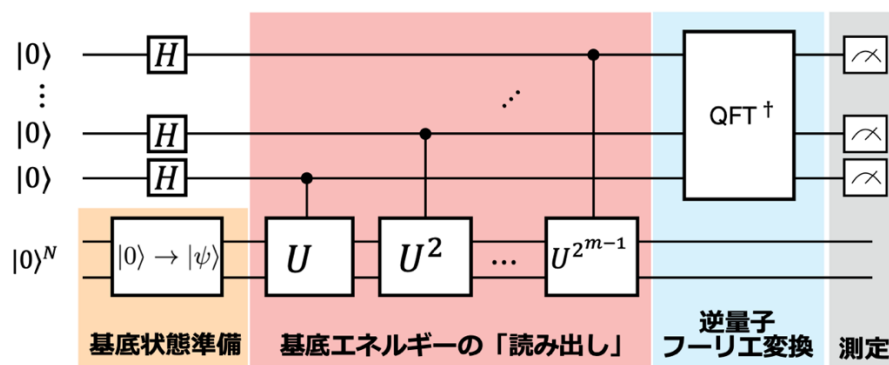 |0⟩ H
⋮ ⋰
|0⟩ H QFT †
|0⟩ H
|0⟩ᴺ |0⟩ → |ψ⟩ U U² … U^{2^{m−1}}
基底状態準備 基底エネルギーの「読み出し」 逆量子
フーリエ変換 測定